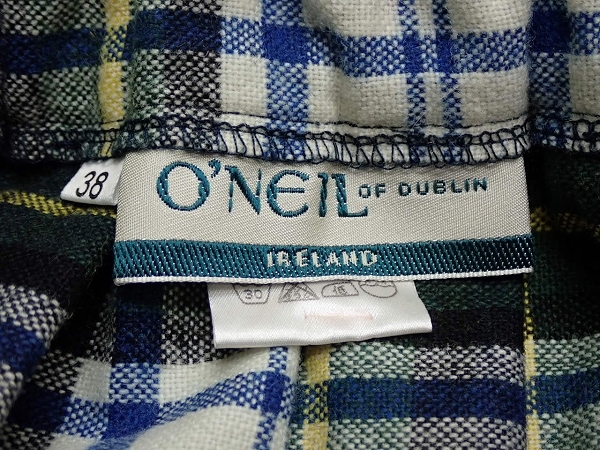 38
O'NEIL OF DUBLIN
IRELAND
30